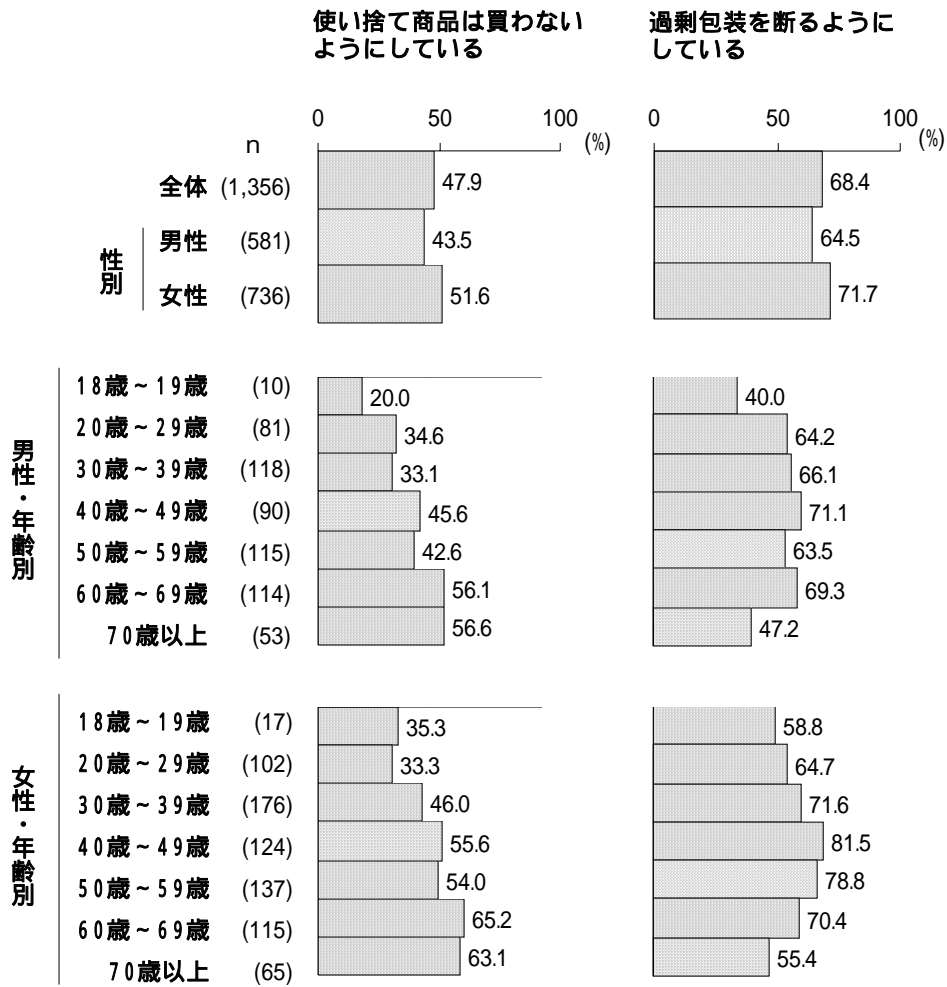 使い捨て商品は買わない
ようにしている
過剰包装を断るように
している
0 50 100
(%)
0 50 100
(%)
n
全体 (1,356) 47.9 68.4
性別
男性 (581) 43.5 64.5
女性 (736) 51.6 71.7
男性・年齢別
18歳~19歳 (10) 20.0 40.0
20歳~29歳 (81) 34.6 64.2
30歳~39歳 (118) 33.1 66.1
40歳~49歳 (90) 45.6 71.1
50歳~59歳 (115) 42.6 63.5
60歳~69歳 (114) 56.1 69.3
70歳以上 (53) 56.6 47.2
女性・年齢別
18歳~19歳 (17) 35.3 58.8
20歳~29歳 (102) 33.3 64.7
30歳~39歳 (176) 46.0 71.6
40歳~49歳 (124) 55.6 81.5
50歳~59歳 (137) 54.0 78.8
60歳~69歳 (115) 65.2 70.4
70歳以上 (65) 63.1 55.4